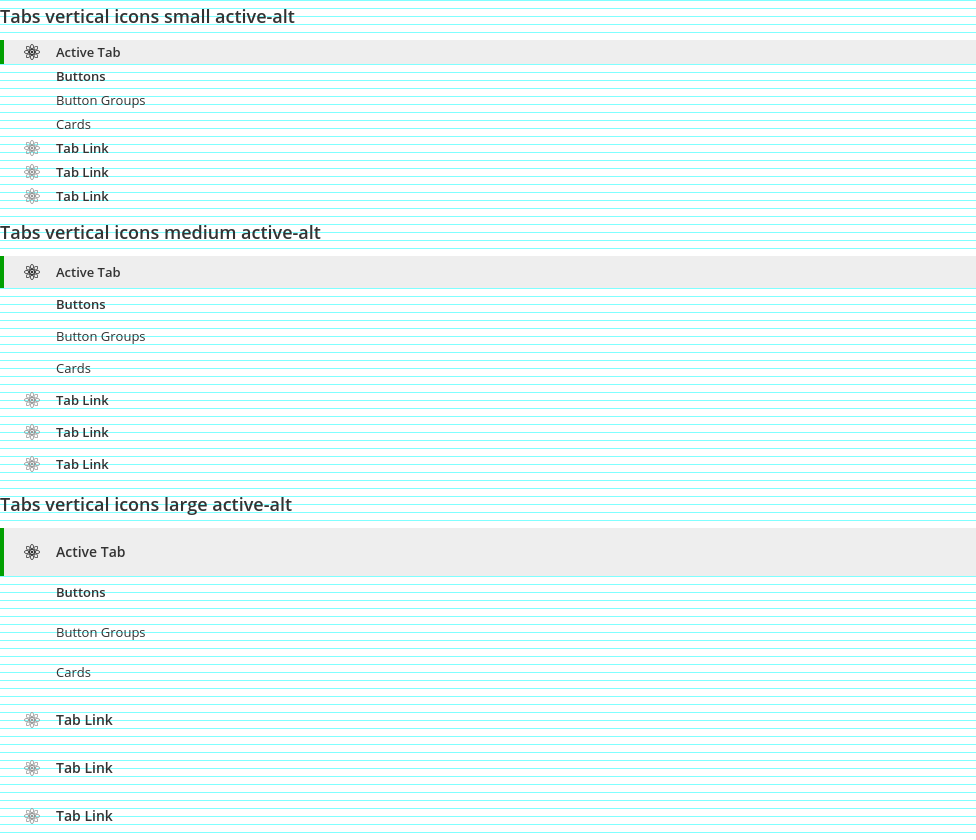 Tabs vertical icons small active-alt
Active Tab
Buttons
Button Groups
Cards
Tab Link
Tab Link
Tab Link
Tabs vertical icons medium active-alt
Active Tab
Buttons
Button Groups
Cards
Tab Link
Tab Link
Tab Link
Tabs vertical icons large active-alt
Active Tab
Buttons
Button Groups
Cards
Tab Link
Tab Link
Tab Link